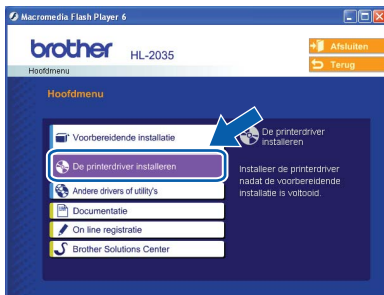 Macromedia Flash Player 6
brother HL-2035
Afsluiten
Terug
Hoofdmenu
Hoofdmenu
Voorbereidende installatie
De printerdriver installeren
Andere drivers of utility's
Documentatie
On line registratie
Brother Solutions Center
De printerdriver
installeren
Installeer de printerdriver
nadat de voorbereidende
installatie is voltooid.